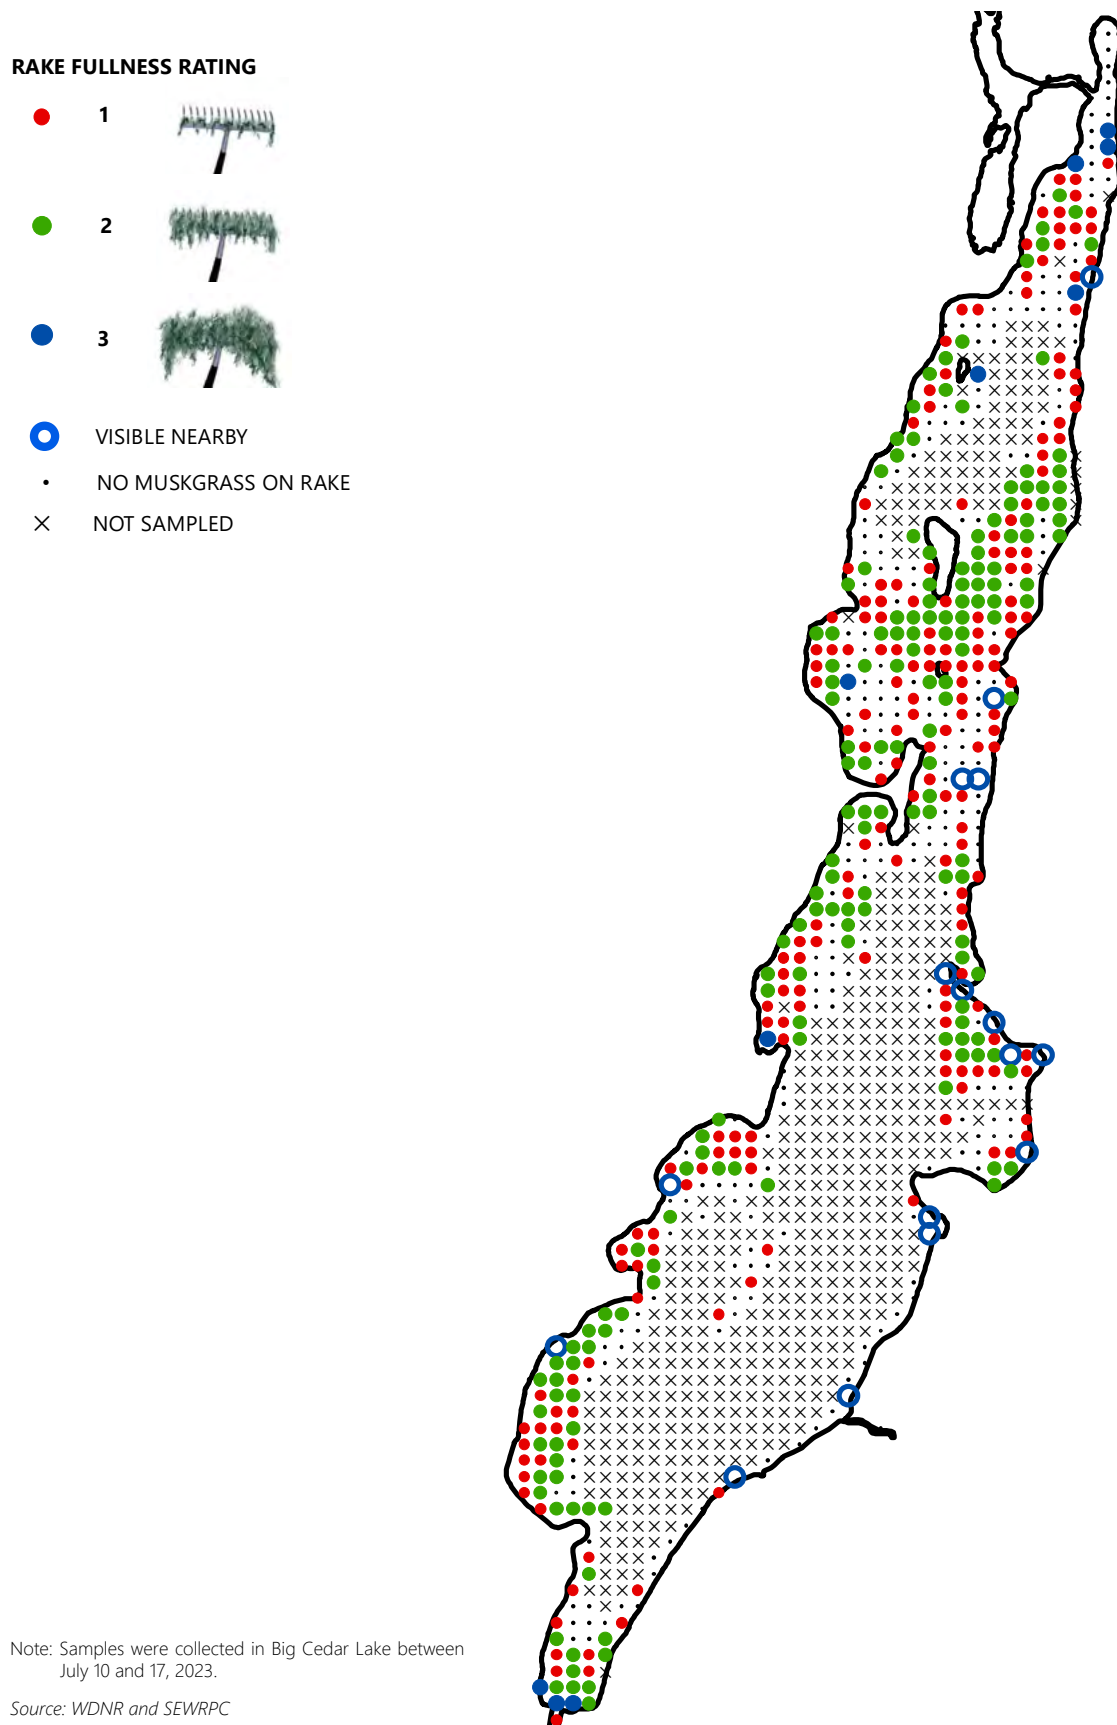 RAKE FULLNESS RATING
1
2
3
VISIBLE NEARBY
NO MUSKGRASS ON RAKE
NOT SAMPLED
Note: Samples were collected in Big Cedar Lake between
July 10 and 17, 2023.
Source: WDNR and SEWRPC